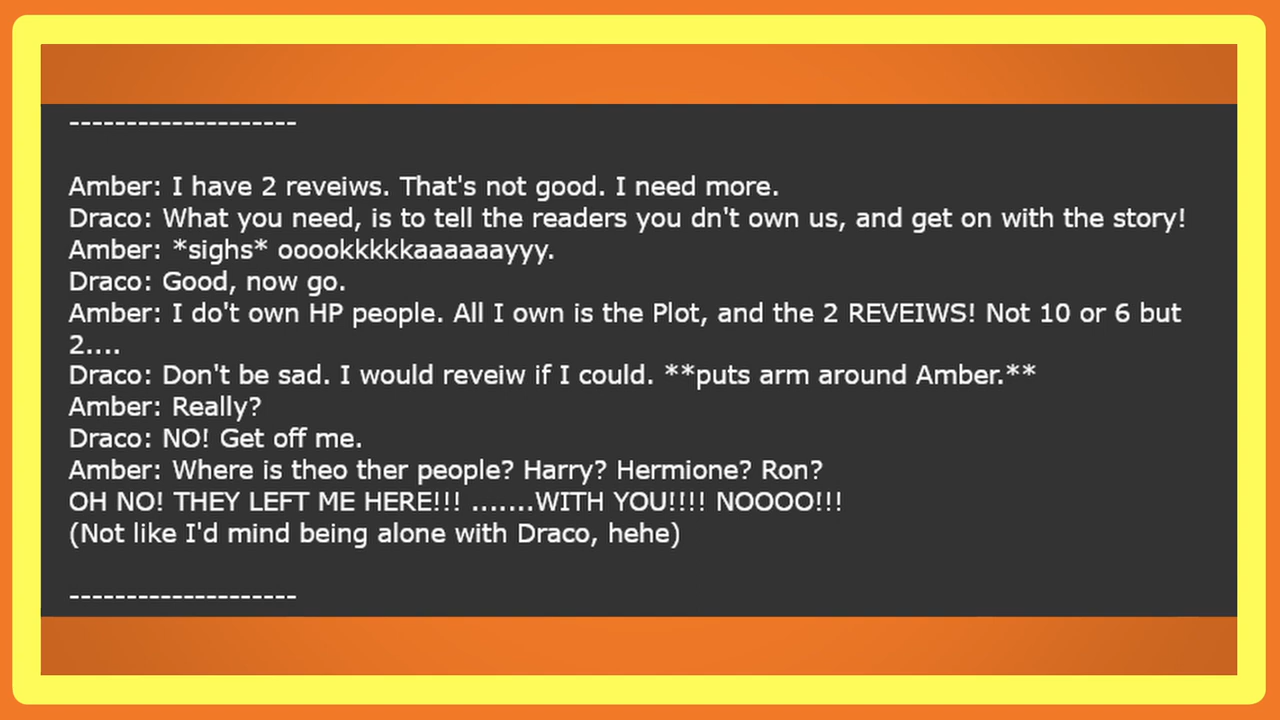 --------------------
Amber: I have 2 reveiws. That's not good. I need more.
Draco: What you need, is to tell the readers you dn't own us, and get on with the story!
Amber: *sighs* ooookkkkkaaaaaayyy.
Draco: Good, now go.
Amber: I do't own HP people. All I own is the Plot, and the 2 REVEIWS! Not 10 or 6 but
2....
Draco: Don't be sad. I would reveiw if I could. **puts arm around Amber.**
Amber: Really?
Draco: NO! Get off me.
Amber: Where is theo ther people? Harry? Hermione? Ron?
OH NO! THEY LEFT ME HERE!!! .......WITH YOU!!!! NOOOO!!!
(Not like I'd mind being alone with Draco, hehe)
--------------------